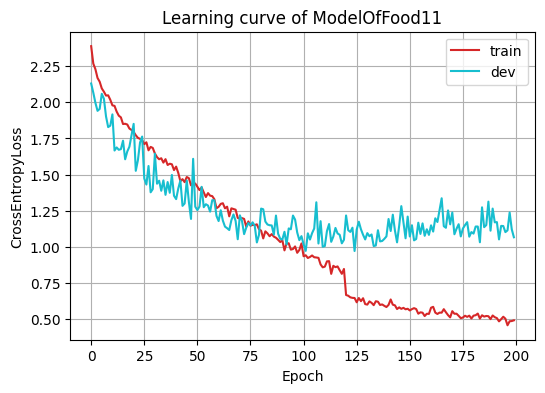 Learning curve of ModelOfFood11
train
dev
CrossEntropyLoss
2.25
2.00
1.75
1.50
1.25
1.00
0.75
0.50
0 25 50 75 100 125 150 175 200
Epoch